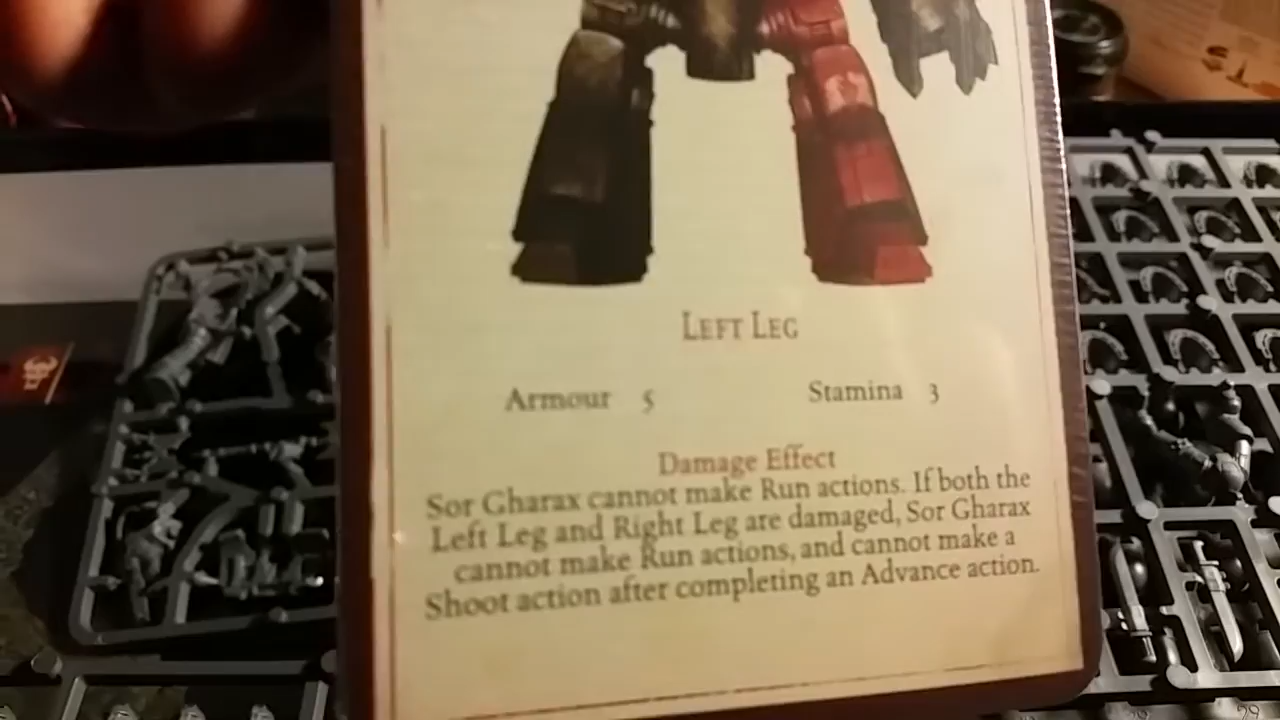 Left Leg
Armour 5
Stamina 3
Damage Effect
Sor Gharax cannot make Run actions. If both the
Left Leg and Right Leg are damaged, Sor Gharax
cannot make Run actions, and cannot make a
Shoot action after completing an Advance action.